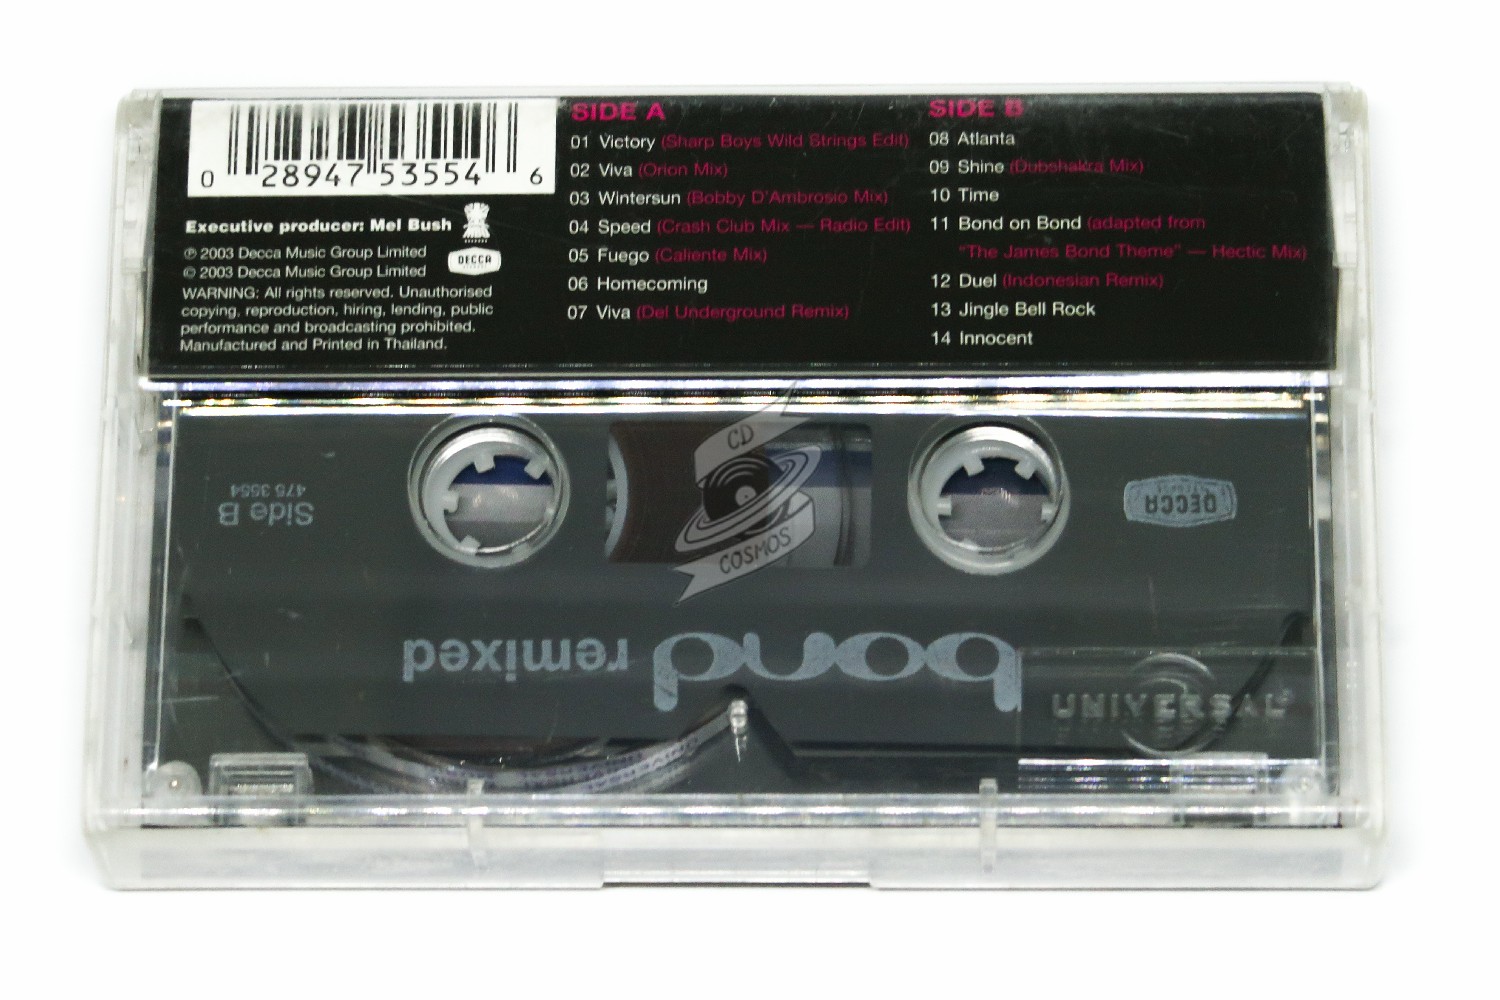 0 28947 53554 6
Executive producer: Mel Bush
℗ 2003 Decca Music Group Limited
© 2003 Decca Music Group Limited
DECCA
WARNING: All rights reserved. Unauthorised
copying, reproduction, hiring, lending, public
performance and broadcasting prohibited.
Manufactured and Printed in Thailand.
SIDE A
01 Victory (Sharp Boys Wild Strings Edit)
02 Viva (Orion Mix)
03 Wintersun (Bobby D'Ambrosio Mix)
04 Speed (Crash Club Mix — Radio Edit)
05 Fuego (Caliente Mix)
06 Homecoming
07 Viva (Del Underground Remix)
SIDE B
08 Atlanta
09 Shine (Dubshakra Mix)
10 Time
11 Bond on Bond (adapted from
"The James Bond Theme" — Hectic Mix)
12 Duel (Indonesian Remix)
13 Jingle Bell Rock
14 Innocent
CD
COSMOS
Side B
475 3554
DECCA
bond remixed
UNIVERSAL